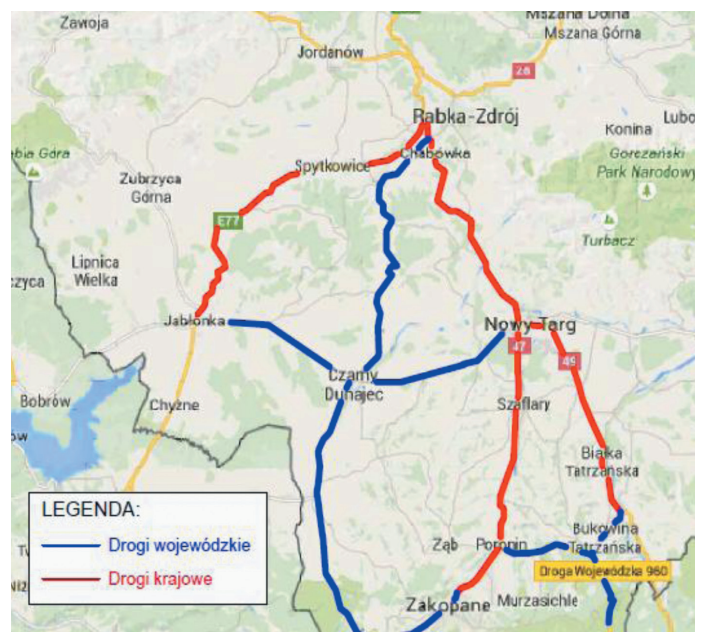 Zawoja
Mszana Dolna
Mszana Górna
Jordanów
28
Rabka-Zdrój
Konina
Chabówka
Gorczański
Park Narodowy
Spytkowice
Zubrzyca
Górna
E77
Turbacz
Lipnica
Wielka
Jabłonka
Nowy Targ
47
49
Czarny
Dunajec
Bobrów
Chyżne
Szaflary
Białka
Tatrzańska
LEGENDA:
Drogi wojewódzkie
Drogi krajowe
Ząb
Poronin
Bukowina
Tatrzańska
Droga Wojewódzka 960
Zakopane
Murzasichle